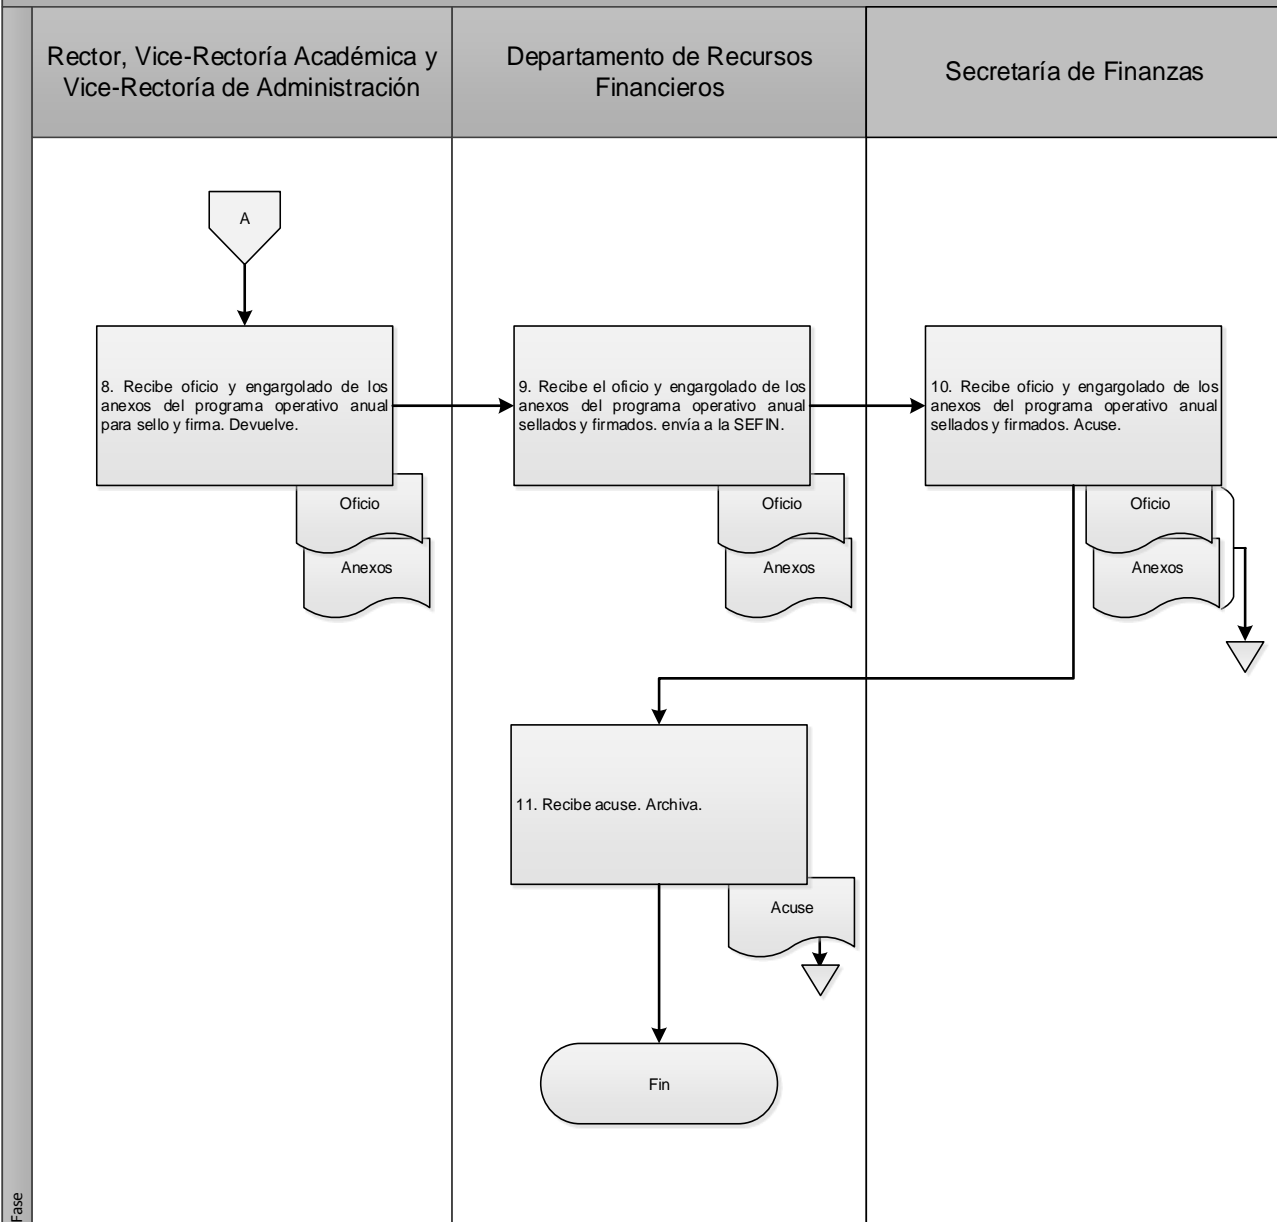 Rector, Vice-Rectoría Académica y
Vice-Rectoría de Administración
Departamento de Recursos
Financieros
Secretaría de Finanzas
A
8. Recibe oficio y engargolado de los
anexos del programa operativo anual
para sello y firma. Devuelve.
Oficio
Anexos
9. Recibe el oficio y engargolado de los
anexos del programa operativo anual
sellados y firmados. envía a la SEFIN.
Oficio
Anexos
10. Recibe oficio y engargolado de los
anexos del programa operativo anual
sellados y firmados. Acuse.
Oficio
Anexos
11. Recibe acuse. Archiva.
Acuse
Fin
Fase